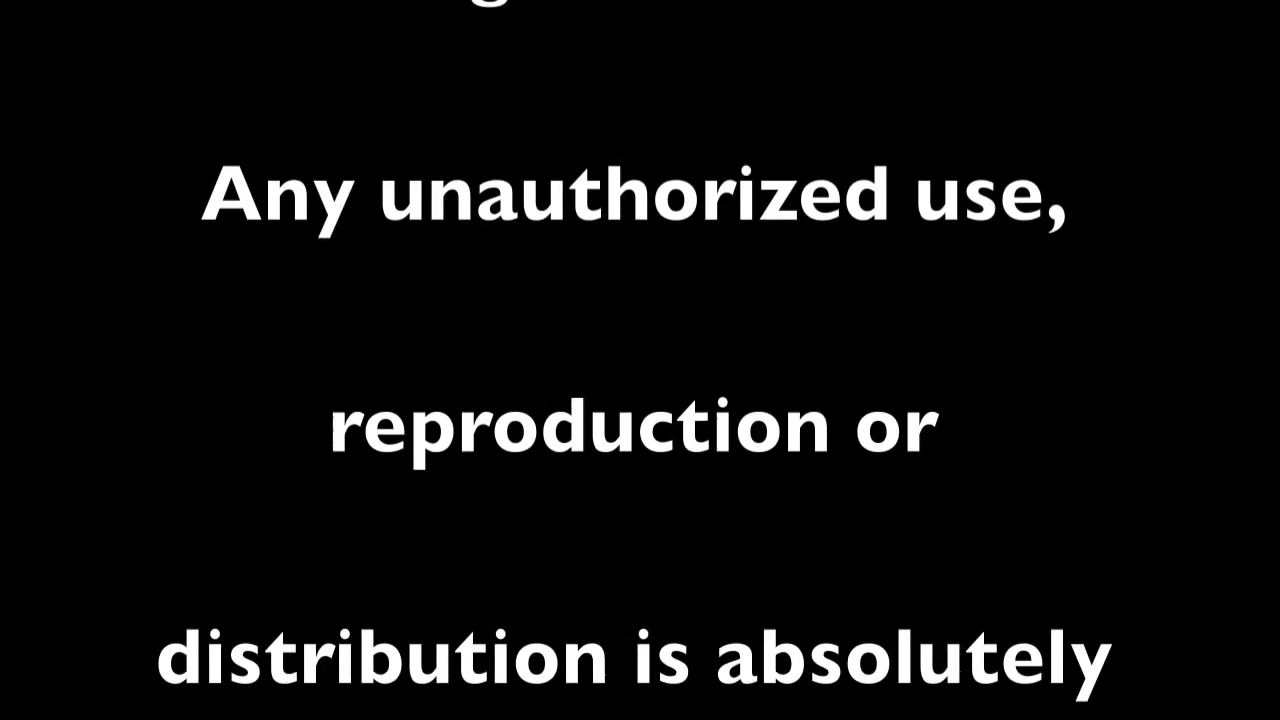 Any unauthorized use,
reproduction or
distribution is absolutely